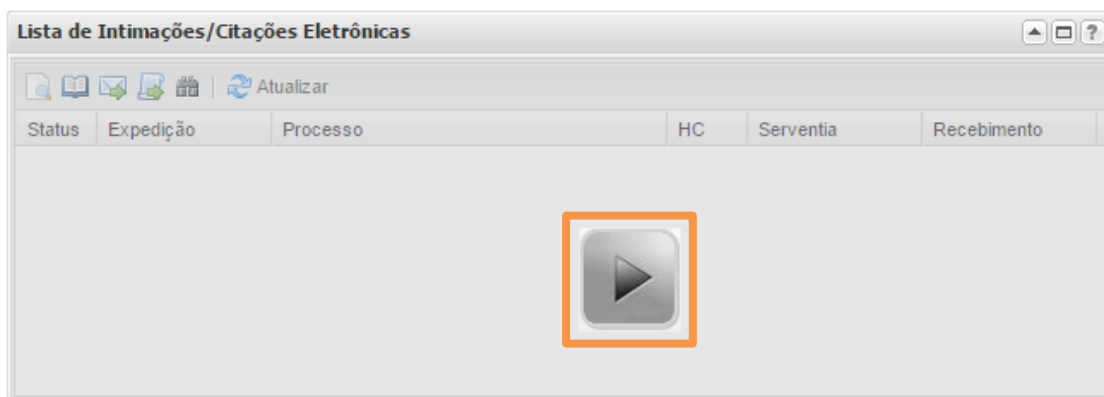 Lista de Intimações/Citações Eletrônicas ?
Atualizar
Status Expedição Processo HC Serventia Recebimento